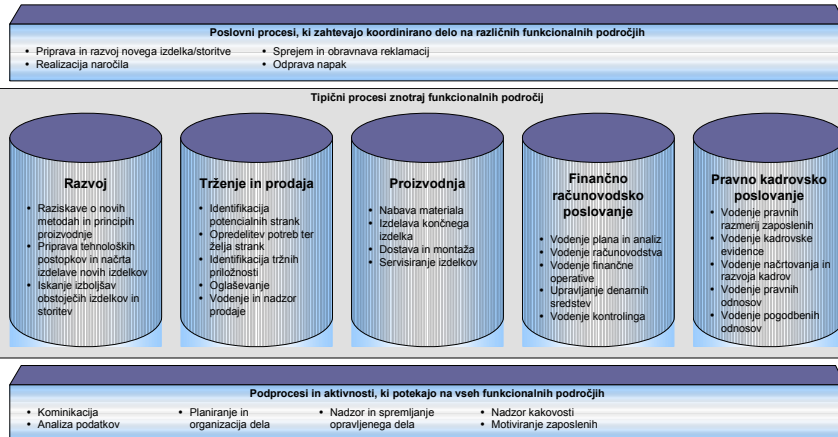 Poslovni procesi, ki zahtevajo koordinirano delo na različnih funkcionalnih področjih
• Priprava in razvoj novega izdelka/storitve
• Realizacija naročila
• Sprejem in obravnava reklamacij
• Odprava napak
Tipični procesi znotraj funkcionalnih področij
Razvoj
• Raziskave o novih
metodah in principih
proizvodnje
• Priprava tehnoloških
postopkov in načrta
izdelave novih izdelkov
• Iskanje izboljšav
obstoječih izdelkov in
storitev
Trženje in prodaja
• Identifikacija
potencialnih strank
• Opredelitev potreb ter
želja strank
• Identifikacija tržnih
priložnosti
• Oglaševanje
• Vodenje in nadzor
prodaje
Proizvodnja
• Nabava materiala
• Izdelava končnega
izdelka
• Dostava in montaža
• Servisiranje izdelkov
Finančno
računovodsko
poslovanje
• Vodenje plana in analiz
• Vodenje računovodstva
• Vodenje finančne
operative
• Upravljanje denarnih
sredstev
• Vodenje kontrolinga
Pravno kadrovsko
poslovanje
• Vodenje pravnih
razmerij zaposlenih
• Vodenje kadrovske
evidence
• Vodenje načrtovanja in
razvoja kadrov
• Vodenje pravnih
odnosov
• Vodenje pogodbenih
odnosov
Podprocesi in aktivnosti, ki potekajo na vseh funkcionalnih področjih
• Kominikacija
• Analiza podatkov
• Planiranje in
organizacija dela
• Nadzor in spremljanje
opravljenega dela
• Nadzor kakovosti
• Motiviranje zaposlenih